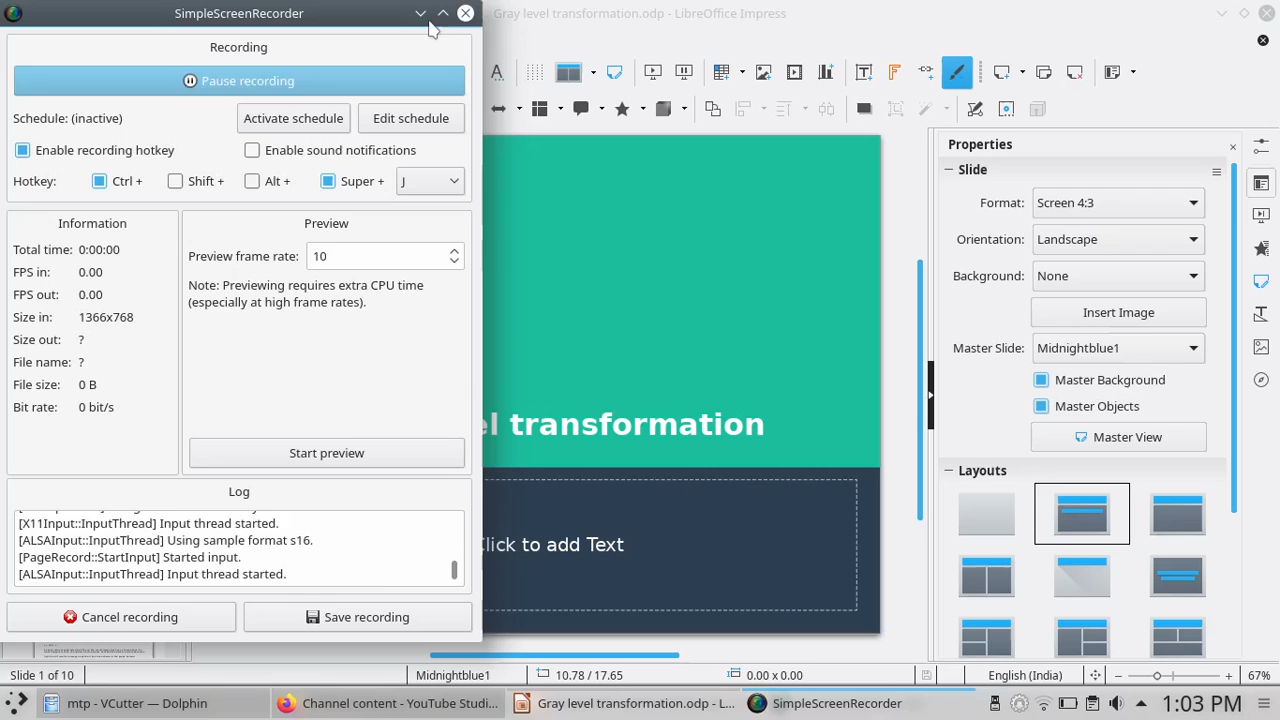 SimpleScreenRecorder
Gray level transformation.odp - LibreOffice Impress
Recording
Pause recording
Schedule: (inactive)
Activate schedule
Edit schedule
Enable recording hotkey
Enable sound notifications
Hotkey:
Ctrl +
Shift +
Alt +
Super +
J
Information
Total time: 0:00:00
FPS in: 0.00
FPS out: 0.00
Size in: 1366x768
Size out: ?
File name: ?
File size: 0 B
Bit rate: 0 bit/s
Preview
Preview frame rate: 10
Note: Previewing requires extra CPU time
(especially at high frame rates).
Start preview
Log
[X11Input::InputThread] Input thread started.
[ALSAInput::InputThread] Using sample format s16.
[PageRecord::StartInput] Started input.
[ALSAInput::InputThread] Input thread started.
Cancel recording
Save recording
el transformation
Click to add Text
Properties
Slide
Format: Screen 4:3
Orientation: Landscape
Background: None
Insert Image
Master Slide: Midnightblue1
Master Background
Master Objects
Master View
Layouts
Slide1 of 10
Midnightblue1
10.78 / 17.65
0.00 x 0.00
English (India)
67%
mtp - VCutter — Dolphin
Channel content - YouTube Studi...
Gray level transformation.odp - L...
SimpleScreenRecorder
1:03 PM